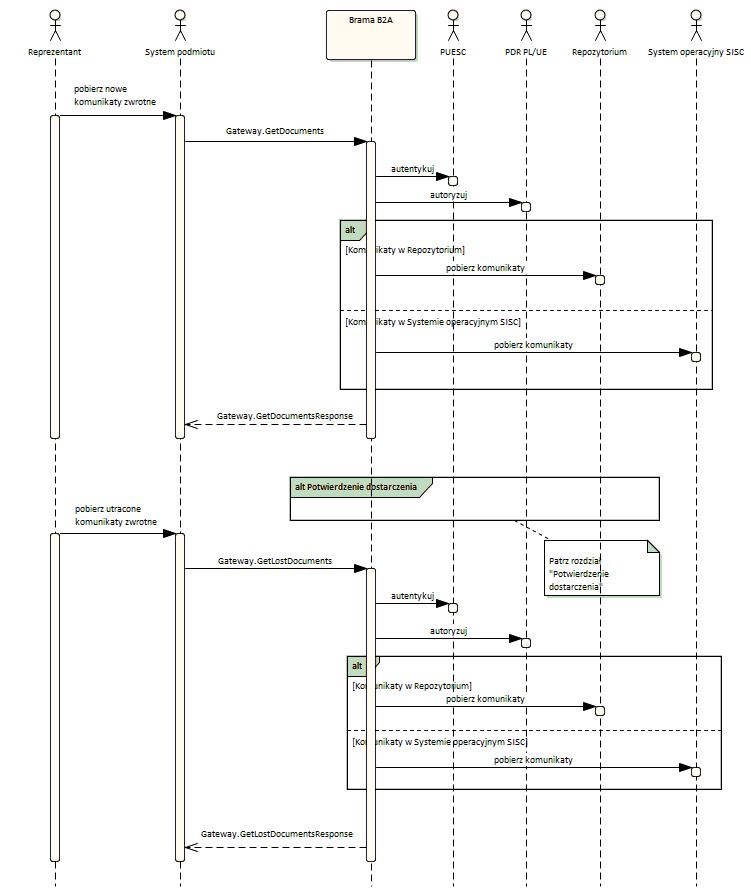 Brama B2A
Reprezentant
System podmiotu
PUESC
PDR PL/UE
Repozytorium
System operacyjny SISC
pobierz nowe
komunikaty zwrotne
Gateway.GetDocuments
autentykuj
autoryzuj
alt
[Komunikaty w Repozytorium]
pobierz komunikaty
[Komunikaty w Systemie operacyjnym SISC]
pobierz komunikaty
Gateway.GetDocumentsResponse
alt Potwierdzenie dostarczenia
pobierz utracone
komunikaty zwrotne
Gateway.GetLostDocuments
Patrz rozdział
"Potwierdzenie
dostarczenia"
autentykuj
autoryzuj
alt
[Komunikaty w Repozytorium]
pobierz komunikaty
[Komunikaty w Systemie operacyjnym SISC]
pobierz komunikaty
Gateway.GetLostDocumentsResponse